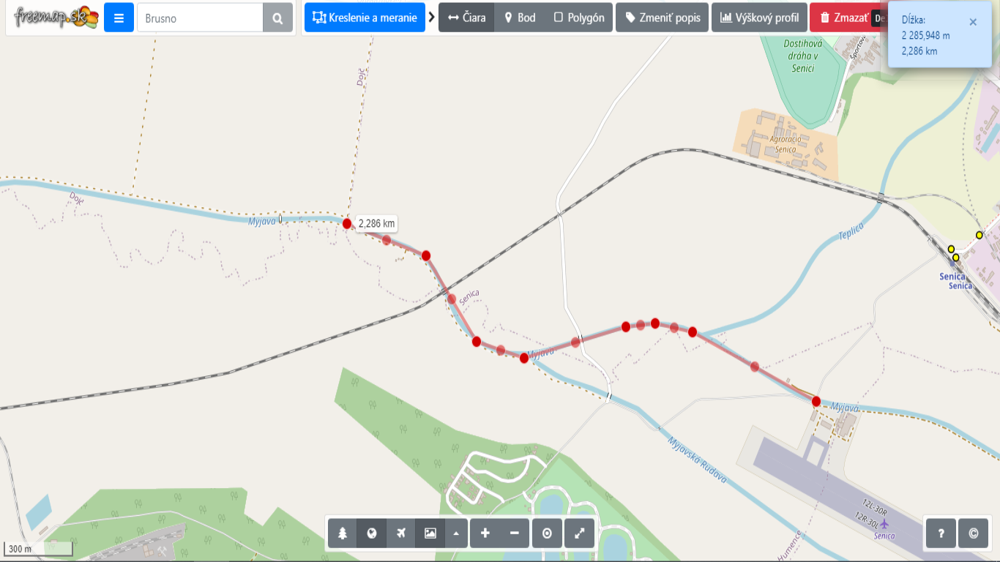 freemap.sk
Brusno
Kreslenie a meranie
Čiara
Bod
Polygón
Zmeniť popis
Výškový profil
Zmazať
De
Dĺžka:
2 285,948 m
2,286 km
×
Dostihová
dráha v
Senici
Športová
Dojč
Agroracio
Senica
Dojč
Myjava
2,286 km
Teplica
Senica
Senica
Senica
Myjava
Myjava
Myjavská Rudava
12L-30R
12R-30L
Senica
Humence
300 m
?
©